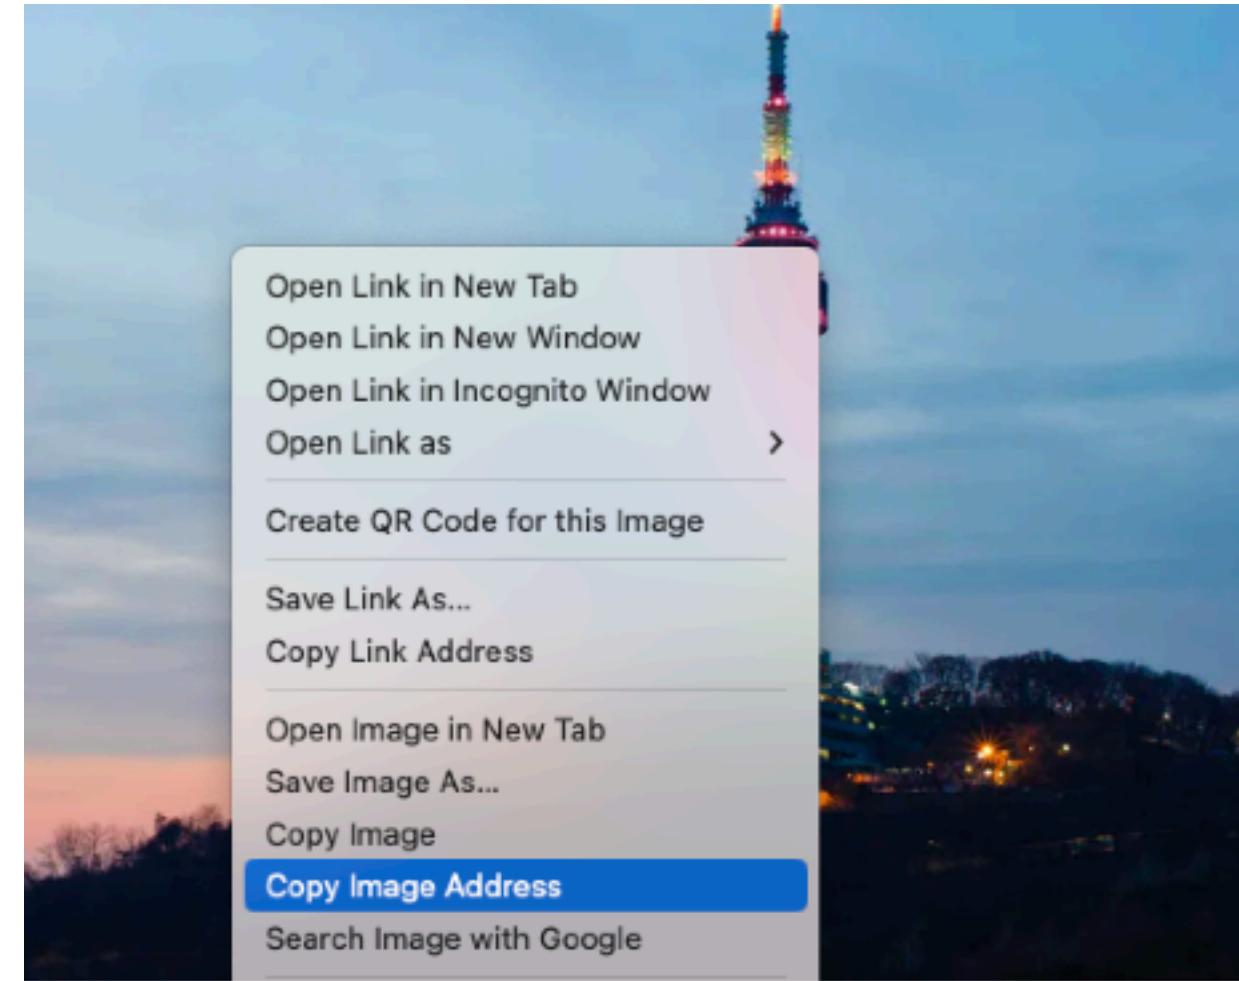 Open Link in New Tab
Open Link in New Window
Open Link in Incognito Window
Open Link as
Create QR Code for this Image
Save Link As...
Copy Link Address
Open Image in New Tab
Save Image As...
Copy Image
Copy Image Address
Search Image with Google